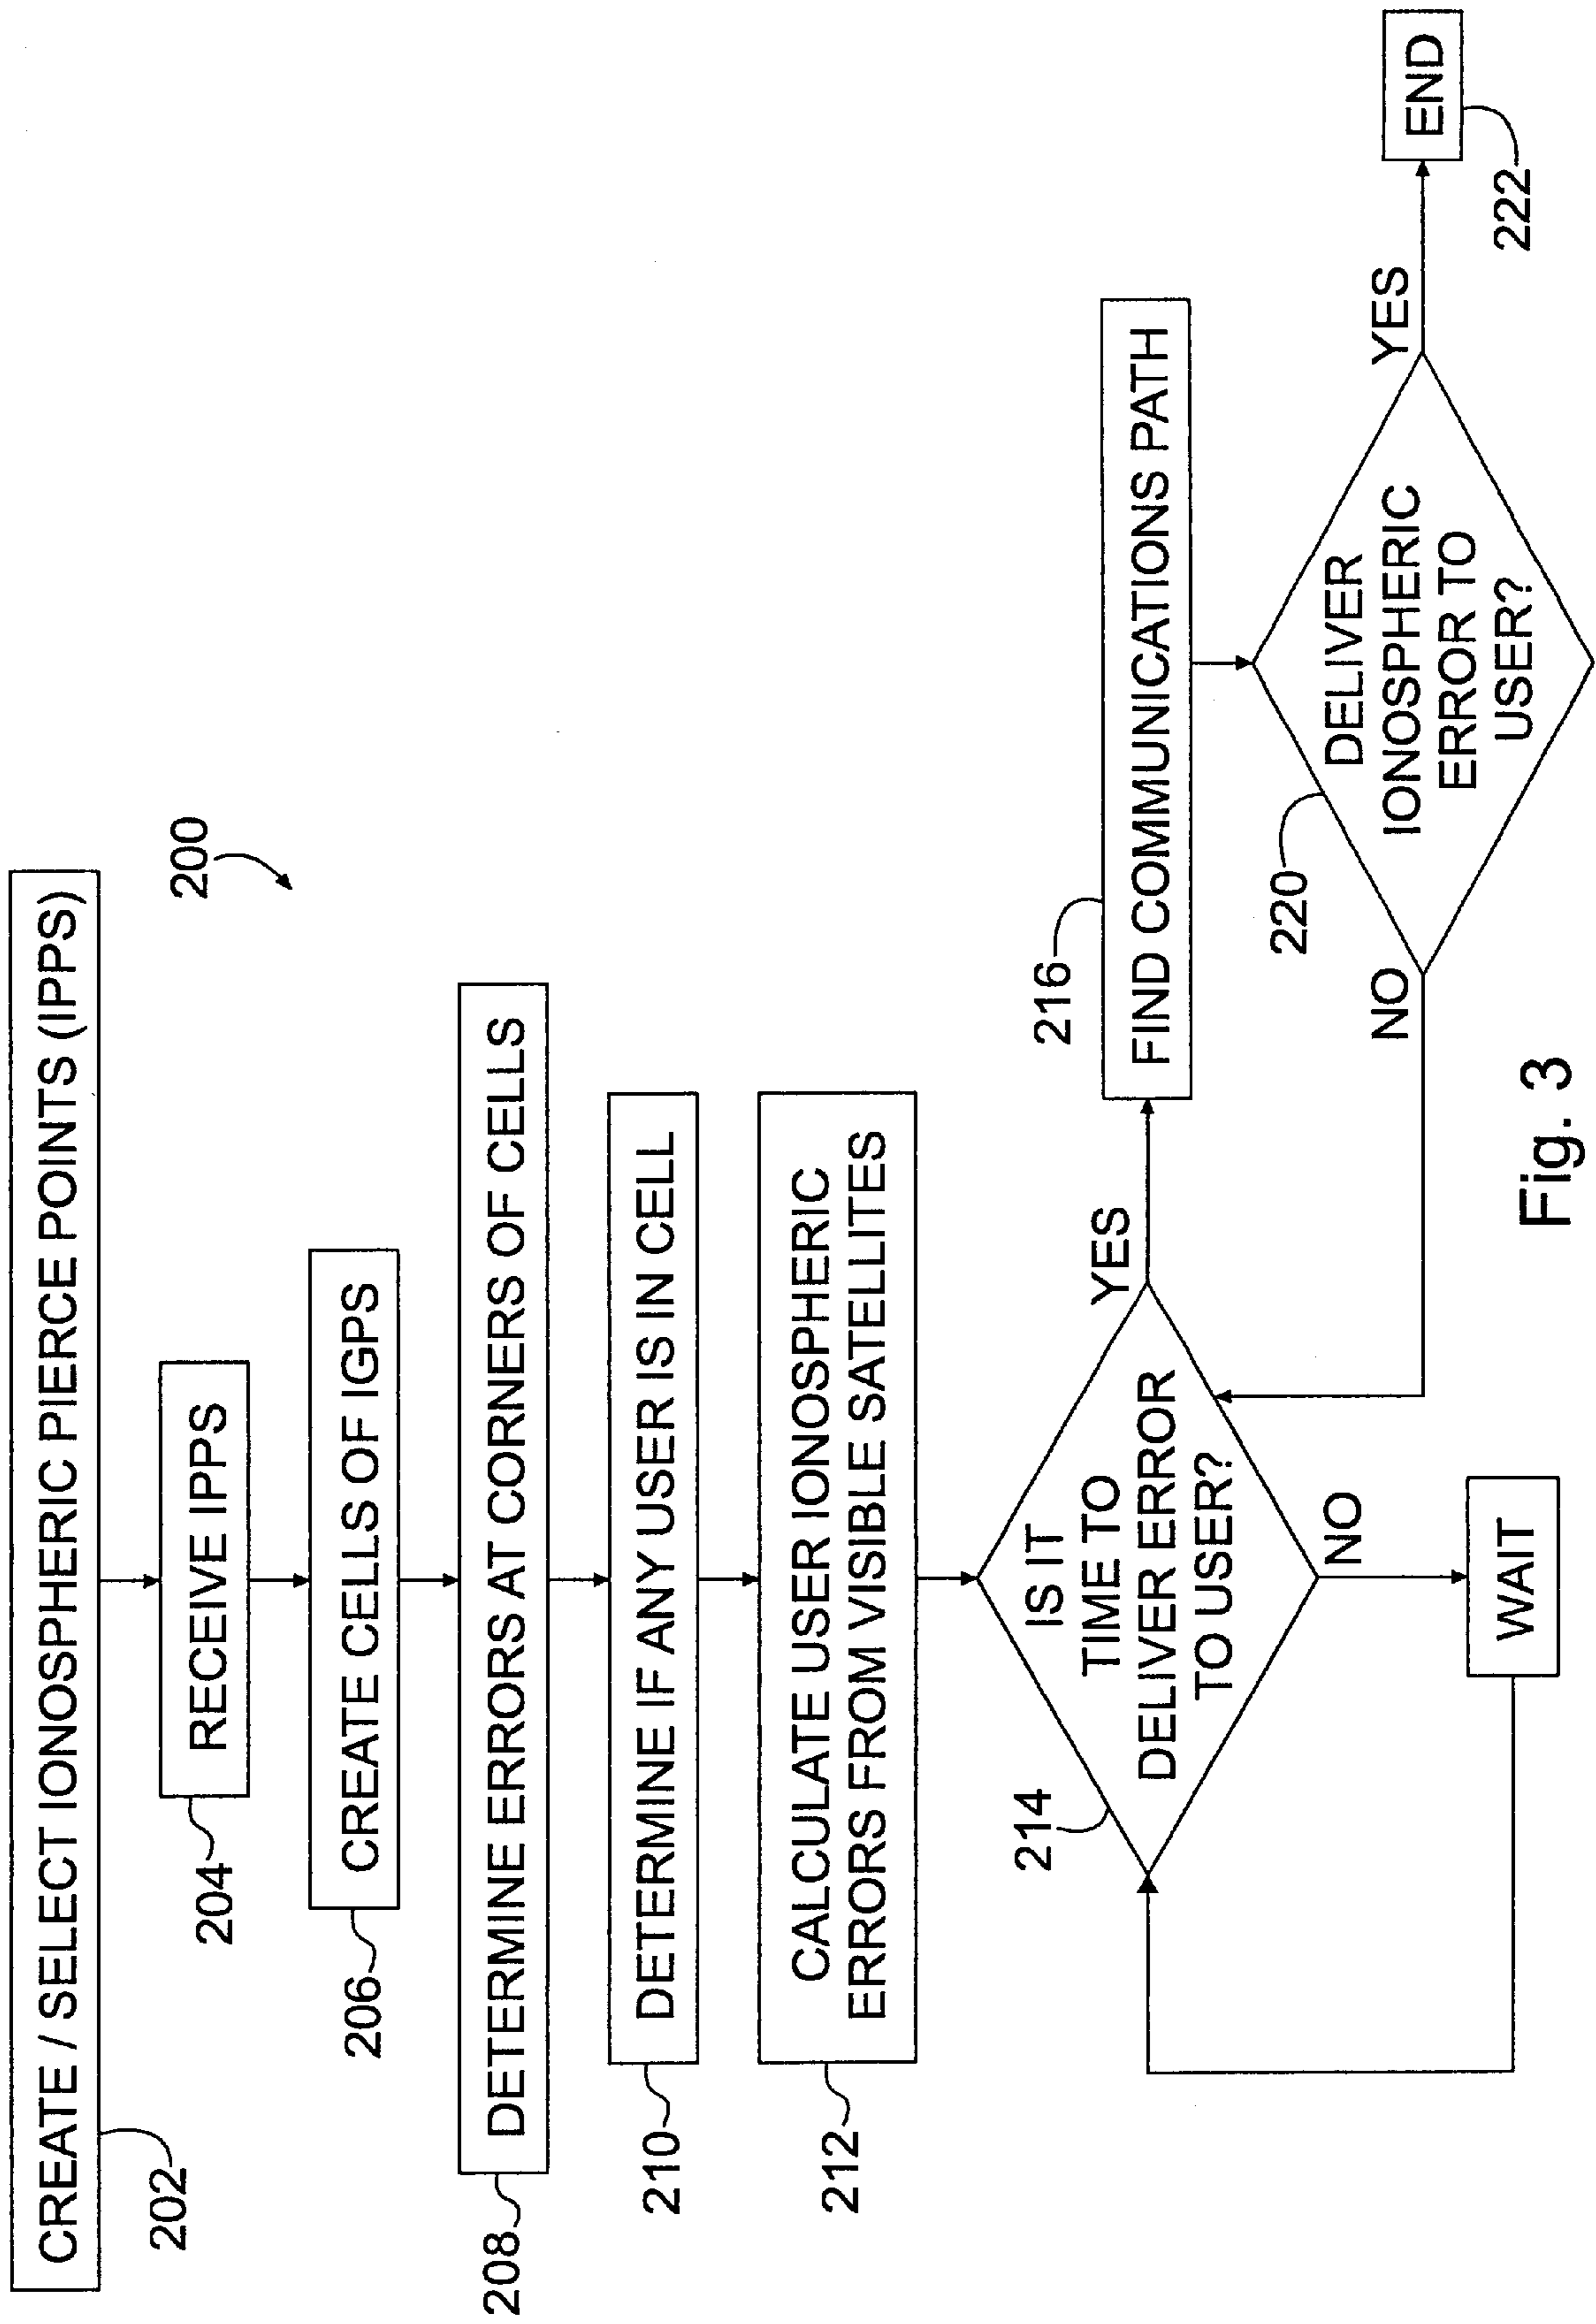 CREATE / SELECT IONOSPHERIC PIERCE POINTS (IPPS)
202
200
RECEIVE IPPS
204
CREATE CELLS OF IGPS
206
DETERMINE ERRORS AT CORNERS OF CELLS
208
DETERMINE IF ANY USER IS IN CELL
210
CALCULATE USER IONOSPHERIC
ERRORS FROM VISIBLE SATELLITES
212
214
IS IT
TIME TO
DELIVER ERROR
TO USER?
YES
NO
WAIT
216
FIND COMMUNICATIONS PATH
220
DELIVER
IONOSPHERIC
ERROR TO
USER?
NO
YES
END
222
Fig. 3